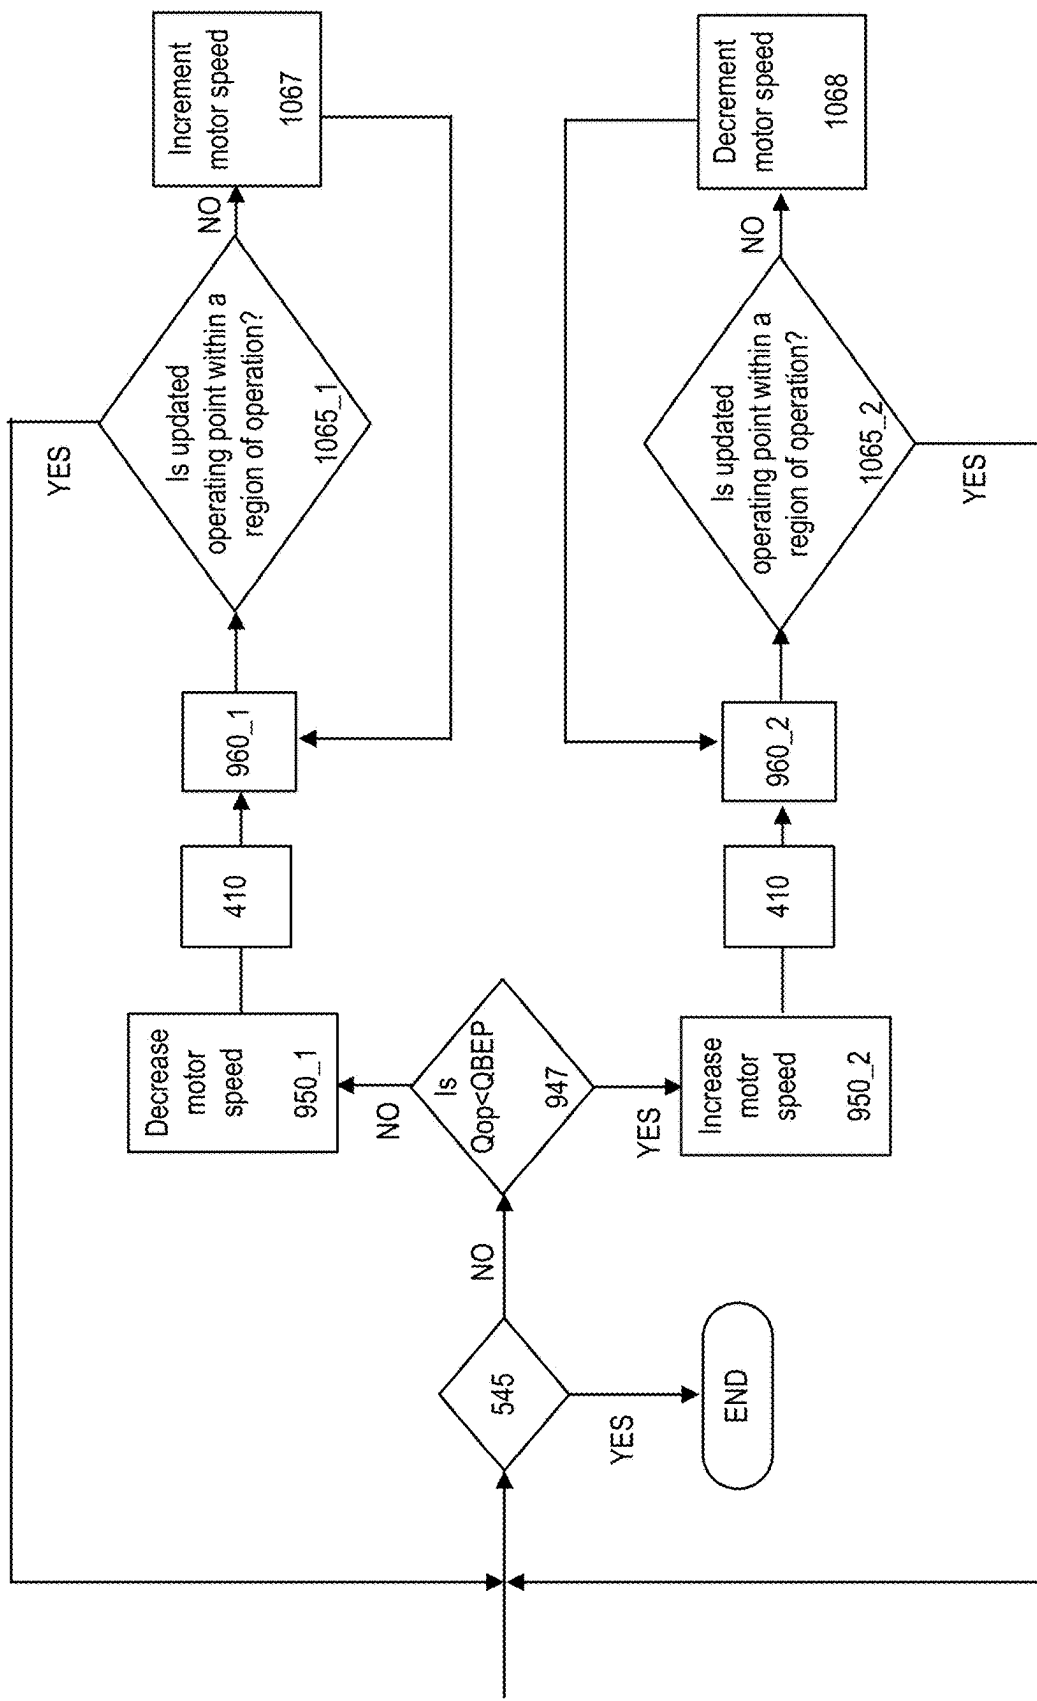 545
YES
END
NO
Is
Qop<QBEP
947
NO
Decrease
motor
speed
950_1
410
960_1
Is updated
operating point within a
region of operation?
1065_1
YES
NO
Increment
motor speed
1067
YES
Increase
motor
speed
950_2
410
960_2
Is updated
operating point within a
region of operation?
1065_2
YES
NO
Decrement
motor speed
1068